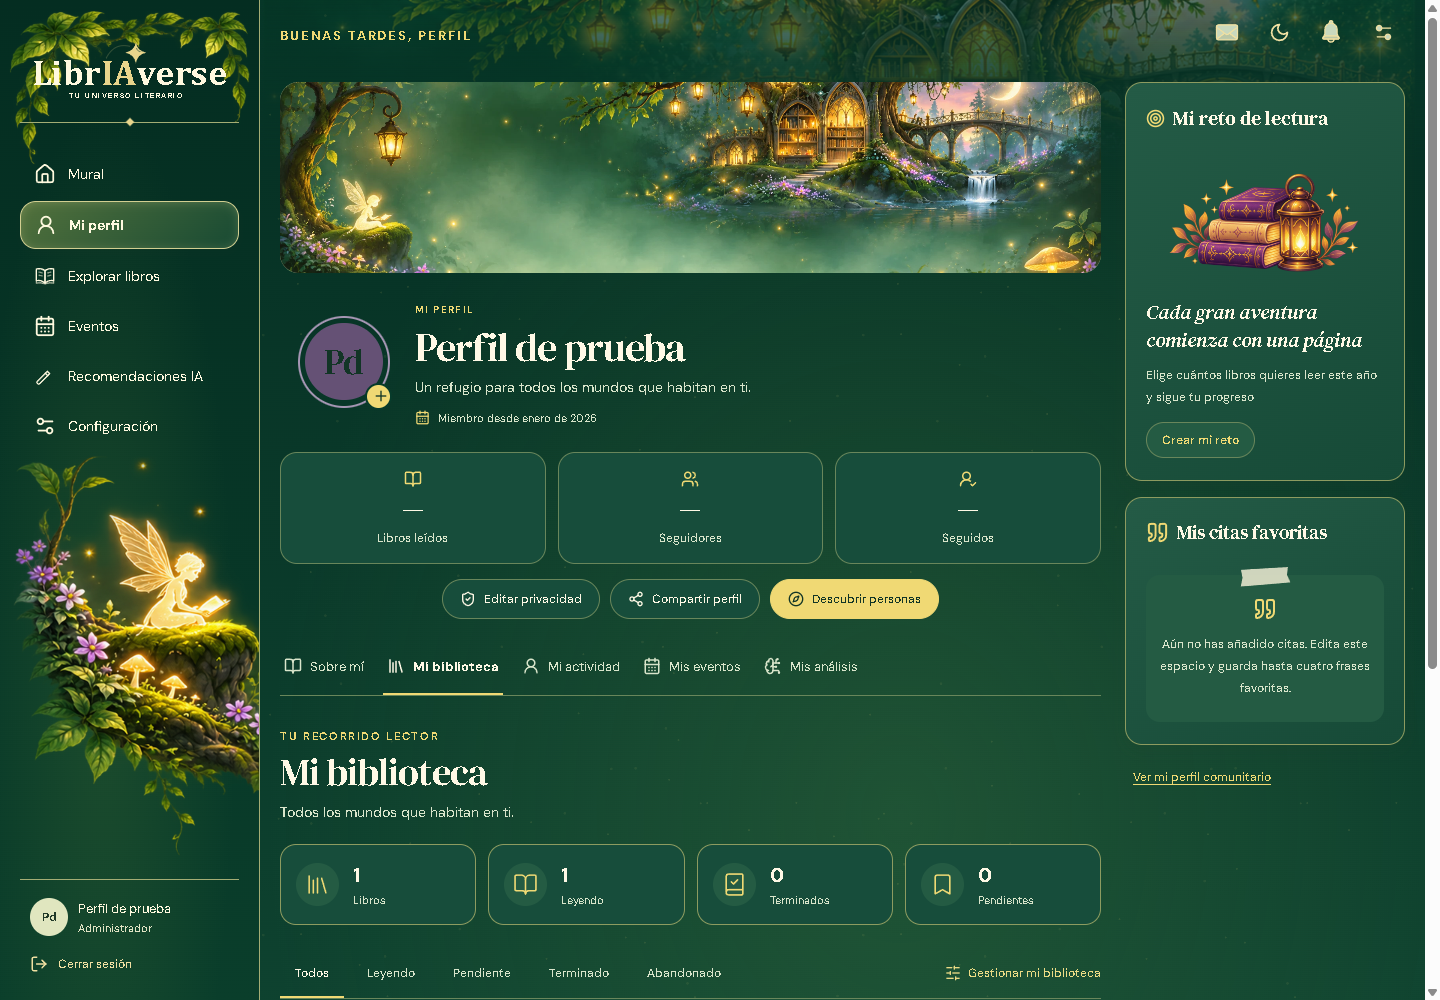 LibrIAverse
TU UNIVERSO LITERARIO
Mural
Mi perfil
Explorar libros
Eventos
Recomendaciones IA
Configuración
Pd
Perfil de prueba
Administrador
Cerrar sesión
BUENAS TARDES, PERFIL
MI PERFIL
Pd
Perfil de prueba
Un refugio para todos los mundos que habitan en ti.
Miembro desde enero de 2026
—
Libros leídos
—
Seguidores
—
Seguidos
Editar privacidad
Compartir perfil
Descubrir personas
Sobre mí
Mi biblioteca
Mi actividad
Mis eventos
Mis análisis
TU RECORRIDO LECTOR
Mi biblioteca
Todos los mundos que habitan en ti.
1
Libros
1
Leyendo
0
Terminados
0
Pendientes
Todos
Leyendo
Pendiente
Terminado
Abandonado
Gestionar mi biblioteca
Mi reto de lectura
Cada gran aventura
comienza con una página
Elige cuántos libros quieres leer este año
y sigue tu progreso
Crear mi reto
Mis citas favoritas
Aún no has añadido citas. Edita este
espacio y guarda hasta cuatro frases
favoritas.
Ver mi perfil comunitario